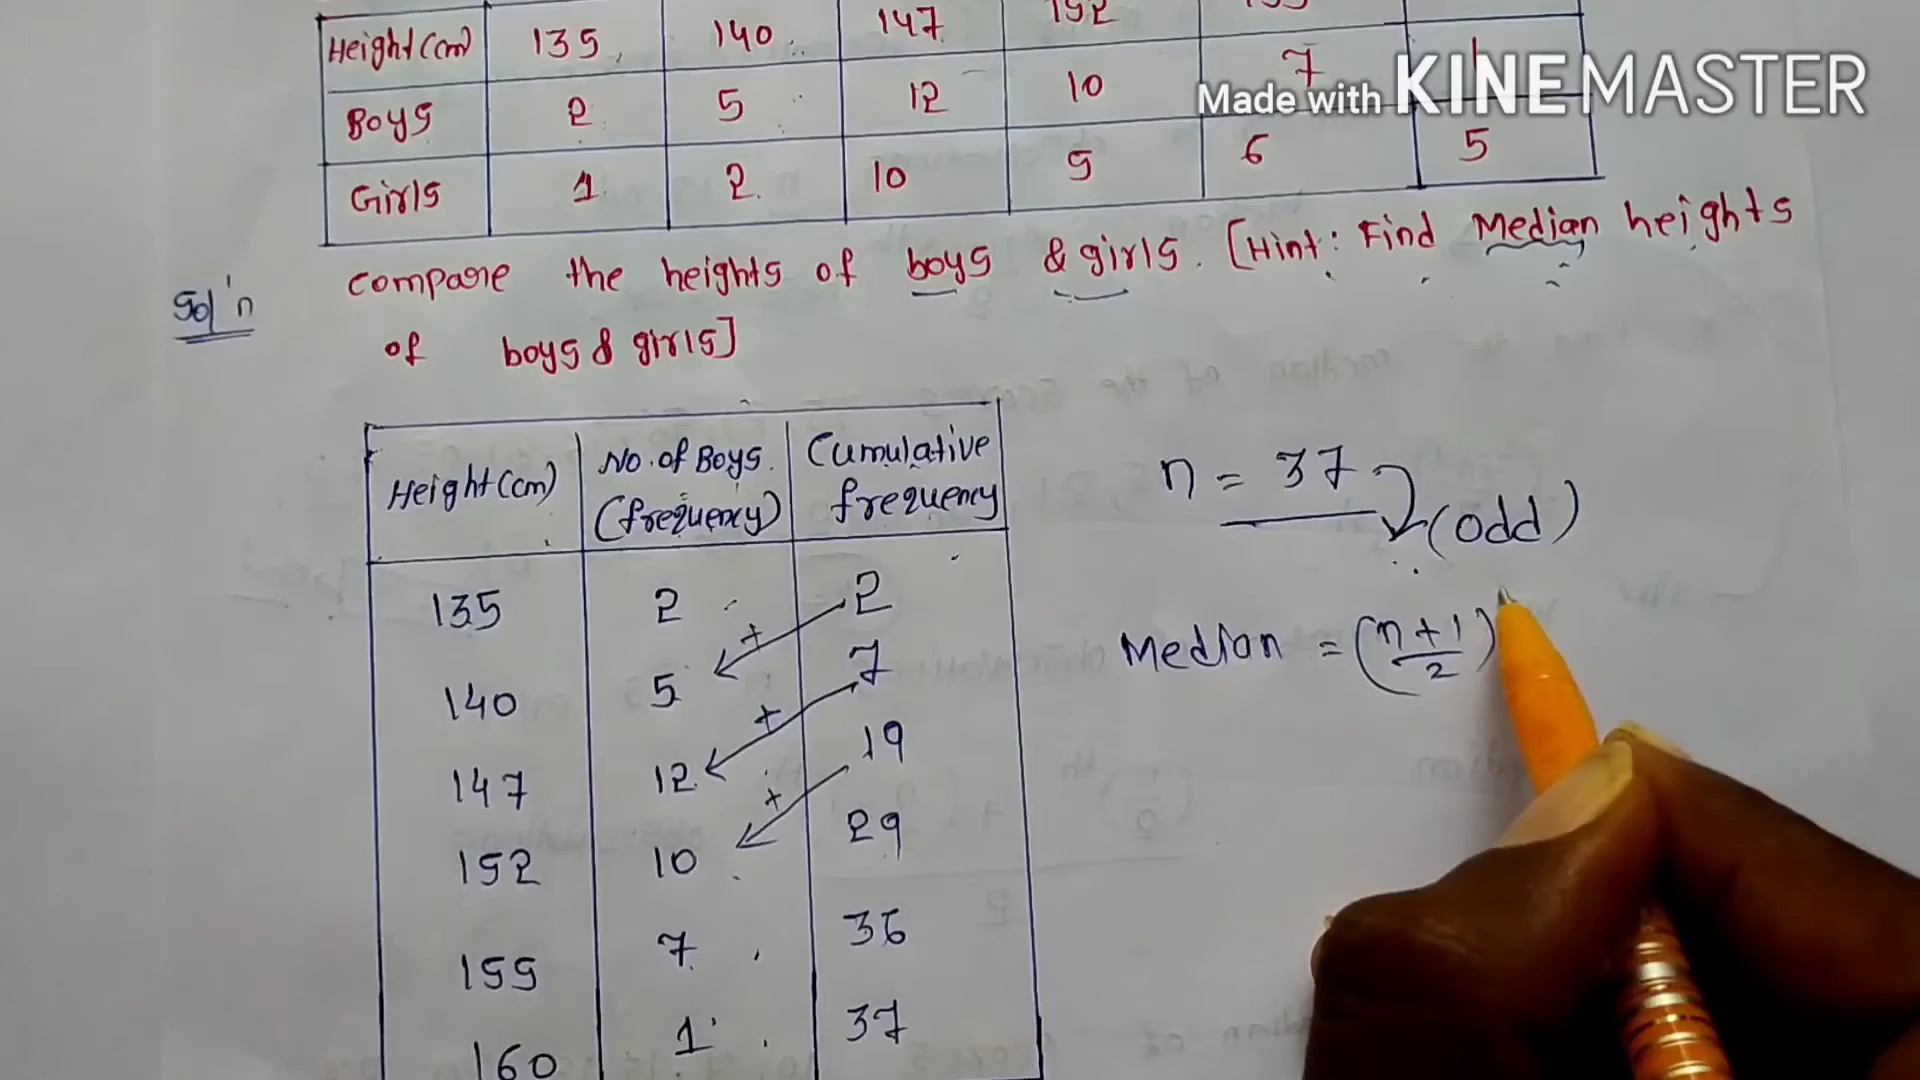 Height(cm) 135 140 147 152
Made with KINEMASTER
Boys 2 5 12 10 7 1
Girls 1 2 10 5 6 5
compare the heights of boys & girls. [Hint: Find Median heights
Sol'n
of boys & girls]
Height(cm) No. of Boys (frequency) Cumulative frequency
n = 37 (odd)
135 2 2
Median = (n+1/2)
140 5 7
147 12 19
152 10 29
155 7 36
160 1 37